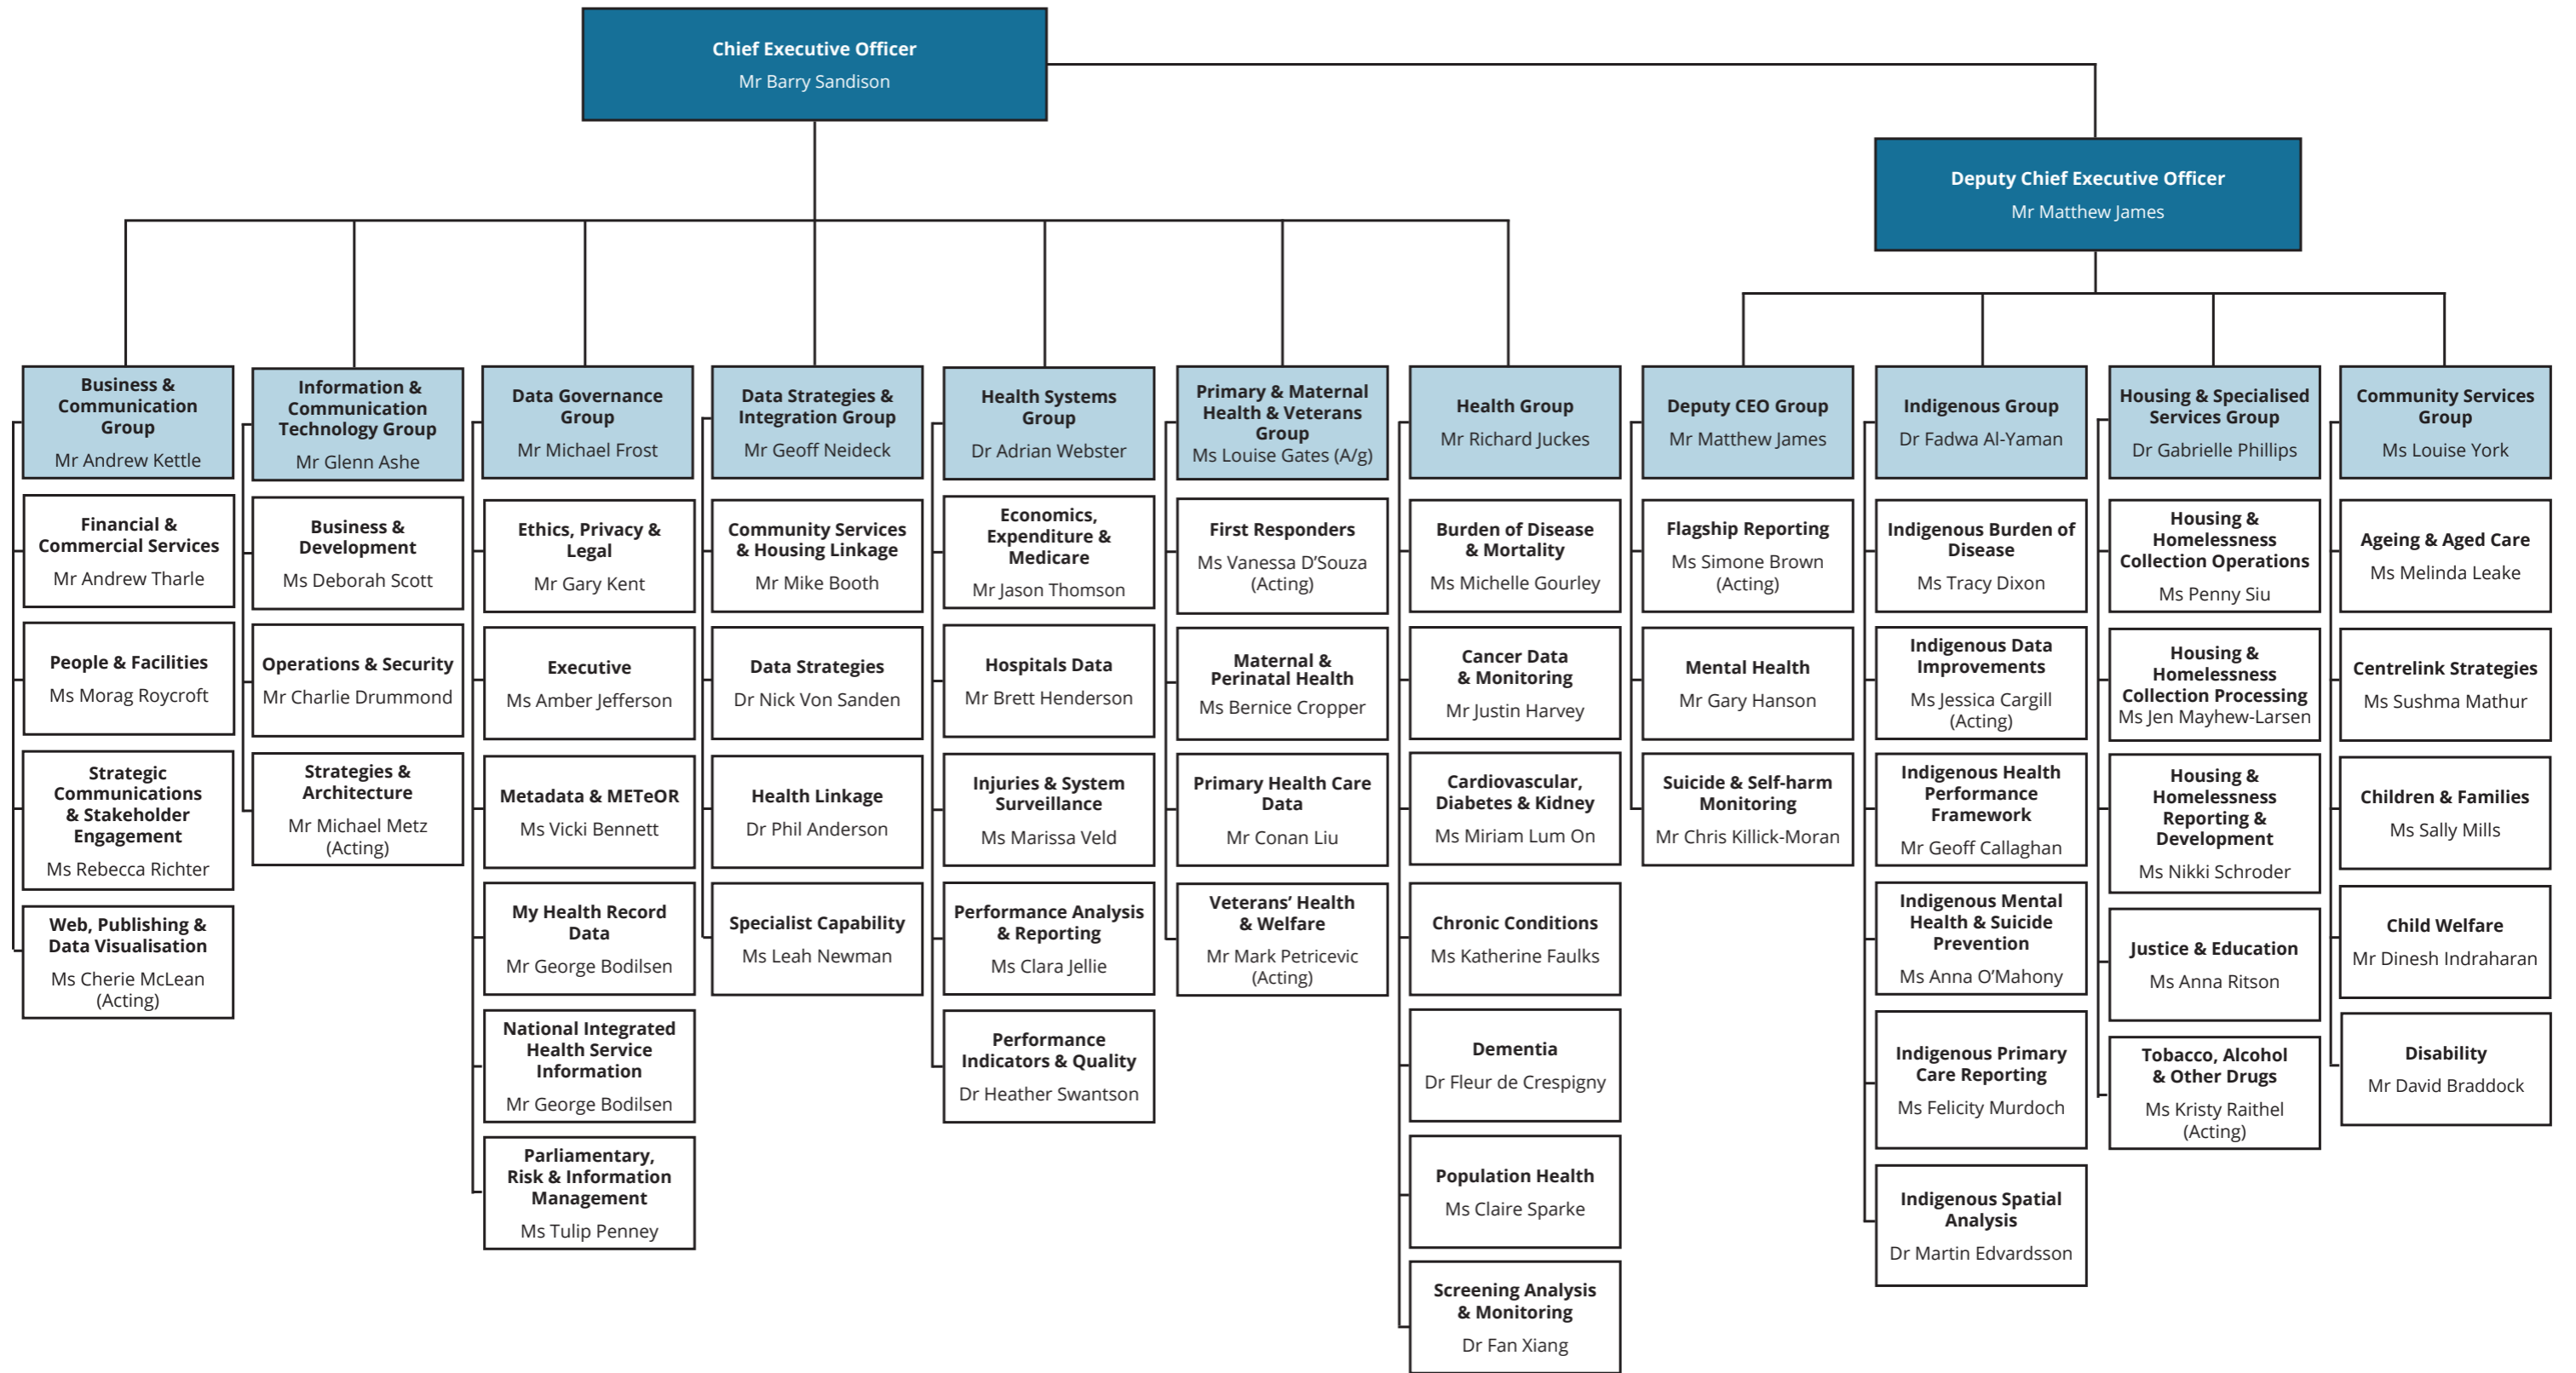 Chief Executive Officer
Mr Barry Sandison
Deputy Chief Executive Officer
Mr Matthew James
Business &
Communication
Group
Mr Andrew Kettle
Financial &
Commercial Services
Mr Andrew Tharle
People & Facilities
Ms Morag Roycroft
Strategic
Communications
& Stakeholder
Engagement
Ms Rebecca Richter
Web, Publishing &
Data Visualisation
Ms Cherie McLean
(Acting)
Information &
Communication
Technology Group
Mr Glenn Ashe
Business &
Development
Ms Deborah Scott
Operations & Security
Mr Charlie Drummond
Strategies &
Architecture
Mr Michael Metz
(Acting)
Data Governance
Group
Mr Michael Frost
Ethics, Privacy &
Legal
Mr Gary Kent
Executive
Ms Amber Jefferson
Metadata & METeOR
Ms Vicki Bennett
My Health Record
Data
Mr George Bodilsen
National Integrated
Health Service
Information
Mr George Bodilsen
Parliamentary,
Risk & Information
Management
Ms Tulip Penney
Data Strategies &
Integration Group
Mr Geoff Neideck
Community Services
& Housing Linkage
Mr Mike Booth
Data Strategies
Dr Nick Von Sanden
Health Linkage
Dr Phil Anderson
Specialist Capability
Ms Leah Newman
Health Systems
Group
Dr Adrian Webster
Economics,
Expenditure &
Medicare
Mr Jason Thomson
Hospitals Data
Mr Brett Henderson
Injuries & System
Surveillance
Ms Marissa Veld
Performance Analysis
& Reporting
Ms Clara Jellie
Performance
Indicators & Quality
Dr Heather Swantson
Primary & Maternal
Health & Veterans
Group
Ms Louise Gates (A/g)
First Responders
Ms Vanessa D’Souza
(Acting)
Maternal &
Perinatal Health
Ms Bernice Cropper
Primary Health Care
Data
Mr Conan Liu
Veterans’ Health
& Welfare
Mr Mark Petricevic
(Acting)
Health Group
Mr Richard Juckes
Burden of Disease
& Mortality
Ms Michelle Gourley
Cancer Data
& Monitoring
Mr Justin Harvey
Cardiovascular,
Diabetes & Kidney
Ms Miriam Lum On
Chronic Conditions
Ms Katherine Faulks
Dementia
Dr Fleur de Crespigny
Population Health
Ms Claire Sparke
Screening Analysis
& Monitoring
Dr Fan Xiang
Deputy CEO Group
Mr Matthew James
Flagship Reporting
Ms Simone Brown
(Acting)
Mental Health
Mr Gary Hanson
Suicide & Self-harm
Monitoring
Mr Chris Killick-Moran
Indigenous Group
Dr Fadwa Al-Yaman
Indigenous Burden of
Disease
Ms Tracy Dixon
Indigenous Data
Improvements
Ms Jessica Cargill
(Acting)
Indigenous Health
Performance
Framework
Mr Geoff Callaghan
Indigenous Mental
Health & Suicide
Prevention
Ms Anna O’Mahony
Indigenous Primary
Care Reporting
Ms Felicity Murdoch
Indigenous Spatial
Analysis
Dr Martin Edvardsson
Housing & Specialised
Services Group
Dr Gabrielle Phillips
Housing &
Homelessness
Collection Operations
Ms Penny Siu
Housing &
Homelessness
Collection Processing
Ms Jen Mayhew-Larsen
Housing &
Homelessness
Reporting &
Development
Ms Nikki Schroder
Justice & Education
Ms Anna Ritson
Tobacco, Alcohol
& Other Drugs
Ms Kristy Raithel
(Acting)
Community Services
Group
Ms Louise York
Ageing & Aged Care
Ms Melinda Leake
Centrelink Strategies
Ms Sushma Mathur
Children & Families
Ms Sally Mills
Child Welfare
Mr Dinesh Indraharan
Disability
Mr David Braddock